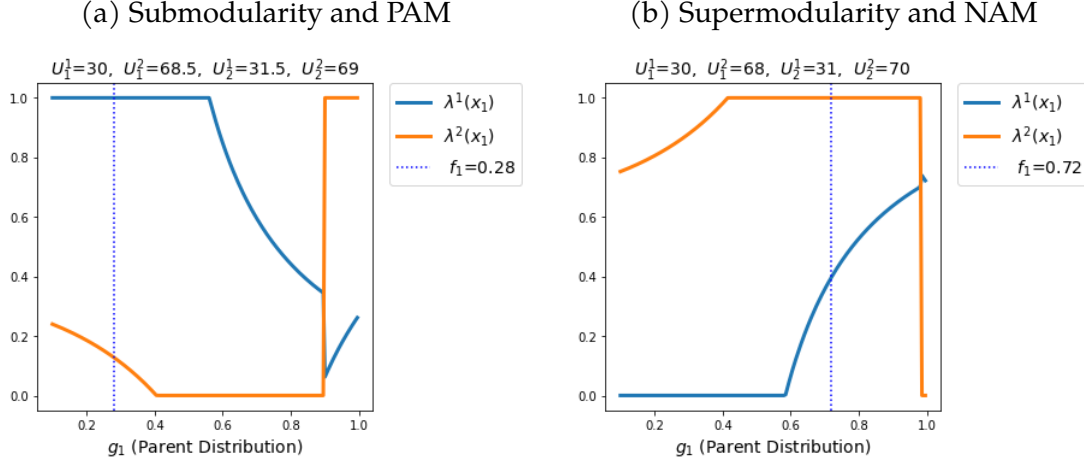 (a) Submodularity and PAM
U₁¹=30, U₁²=68.5, U₂¹=31.5, U₂²=69
1.0
0.8
0.6
0.4
0.2
0.0
0.2 0.4 0.6 0.8 1.0
g₁ (Parent Distribution)
λ¹(x₁)
λ²(x₁)
f₁=0.28
(b) Supermodularity and NAM
U₁¹=30, U₁²=68, U₂¹=31, U₂²=70
1.0
0.8
0.6
0.4
0.2
0.0
0.2 0.4 0.6 0.8 1.0
g₁ (Parent Distribution)
λ¹(x₁)
λ²(x₁)
f₁=0.72